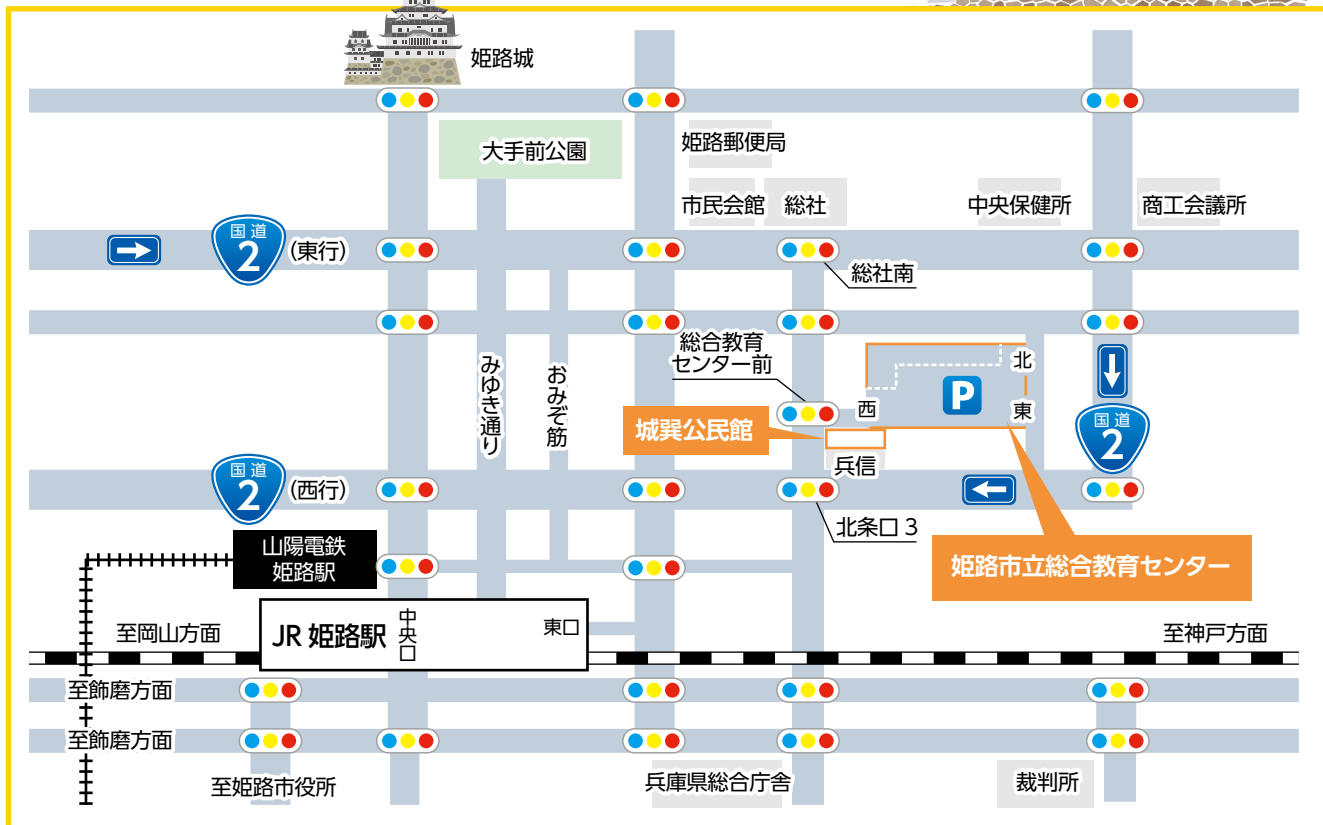 姫路城
大手前公園
姫路郵便局
市民会館
総社
中央保健所
商工会議所
国道
2
(東行)
総社南
総合教育
センター前
みゆき通り
おみぞ筋
北
西
P
東
城巽公民館
国道
2
兵信
国道
2
(西行)
北条口 3
山陽電鉄
姫路駅
姫路市立総合教育センター
至岡山方面
JR 姫路駅
中央口
東口
至神戸方面
至飾磨方面
至飾磨方面
至姫路市役所
兵庫県総合庁舎
裁判所